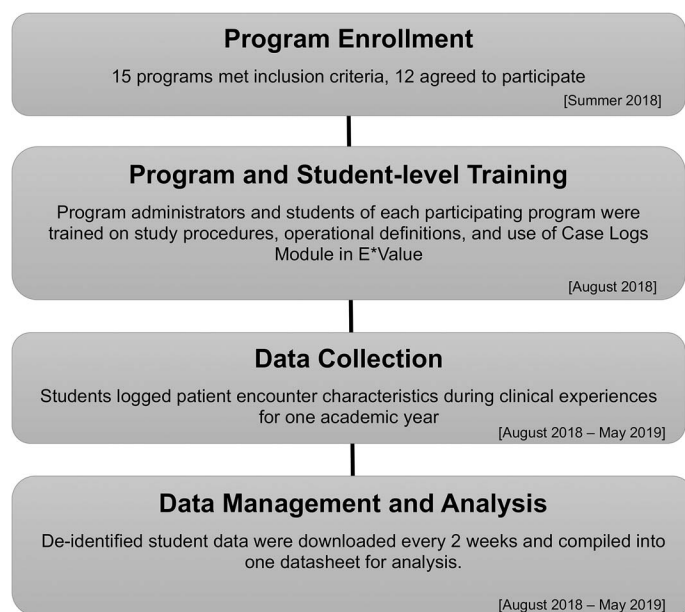 Program Enrollment
15 programs met inclusion criteria, 12 agreed to participate
[Summer 2018]
Program and Student-level Training
Program administrators and students of each participating program were
trained on study procedures, operational definitions, and use of Case Logs
Module in E*Value
[August 2018]
Data Collection
Students logged patient encounter characteristics during clinical experiences
for one academic year
[August 2018 – May 2019]
Data Management and Analysis
De-identified student data were downloaded every 2 weeks and compiled into
one datasheet for analysis.
[August 2018 – May 2019]